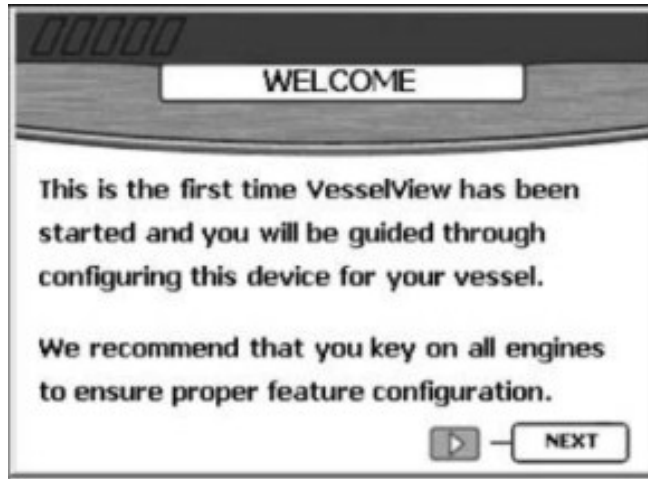 WELCOME
This is the first time VesselView has been
started and you will be guided through
configuring this device for your vessel.
We recommend that you key on all engines
to ensure proper feature configuration.
NEXT